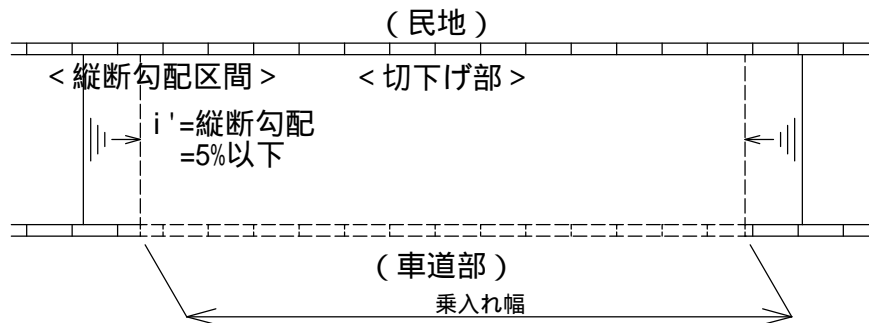 (民地)
<縦断勾配区間> <切下げ部>
i'=縦断勾配
=5%以下
(車道部)
乗入れ幅